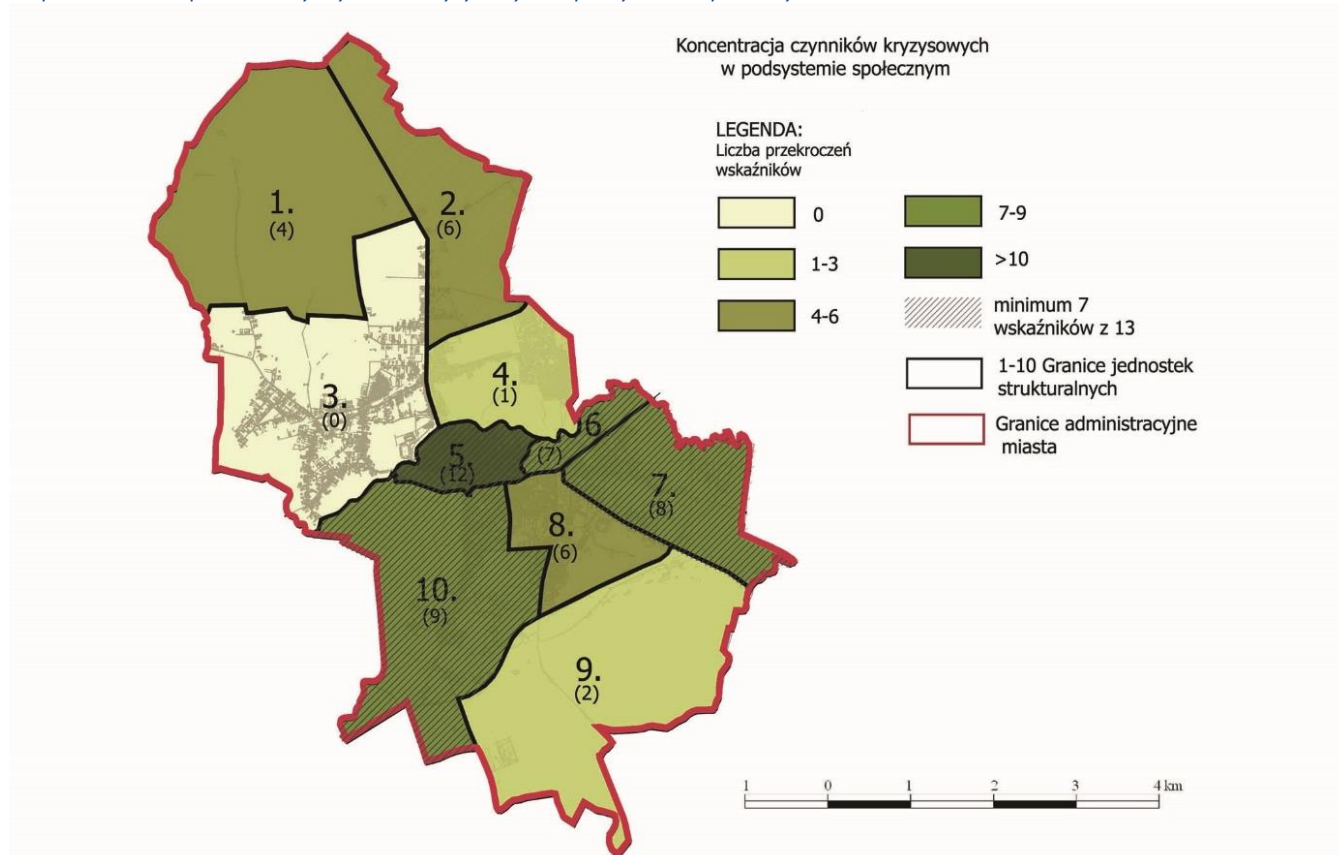 Koncentracja czynników kryzysowych
w podsystemie społecznym
LEGENDA:
Liczba przekroczeń
wskaźników
0
1-3
4-6
7-9
>10
minimum 7
wskaźników z 13
1-10 Granice jednostek
strukturalnych
Granice administracyjne
miasta
1.
(4)
2.
(6)
3.
(0)
4.
(1)
5.
(12)
6
(7)
7.
(8)
8.
(6)
9.
(2)
10.
(9)
1 0 1 2 3 4 km